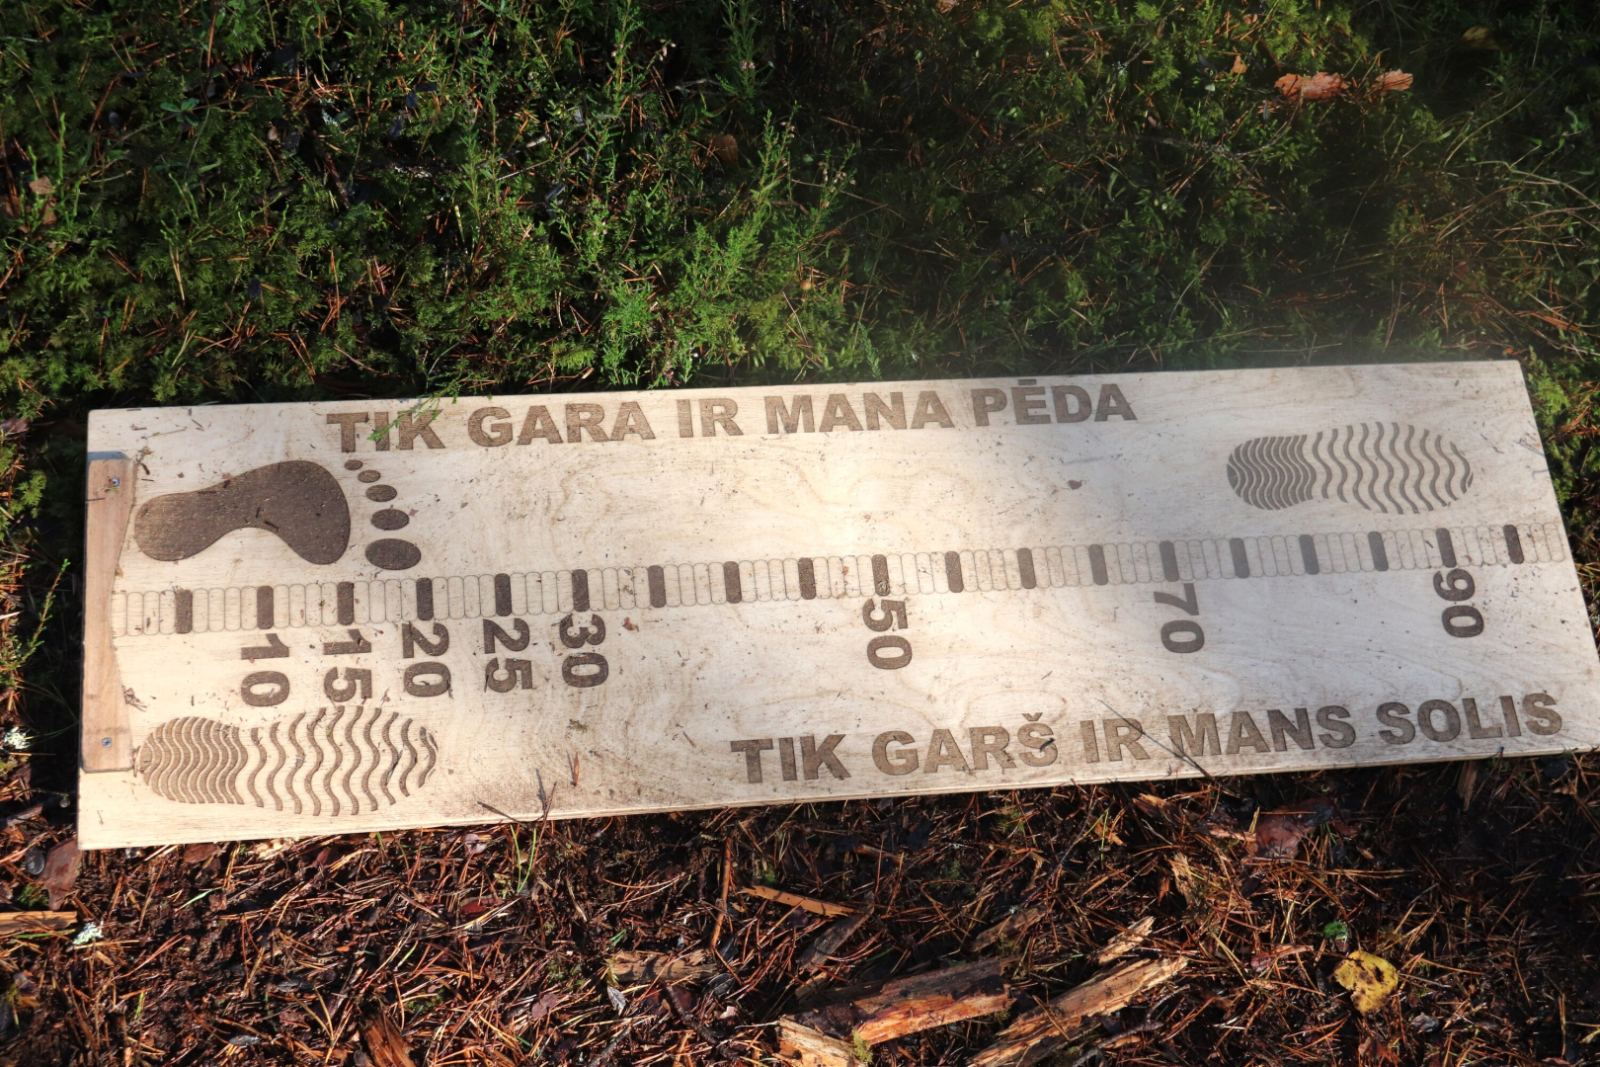 TIK GARA IR MANA PĒDA
10 15 20 25 30 50 70 90
TIK GARŠ IR MANS SOLIS